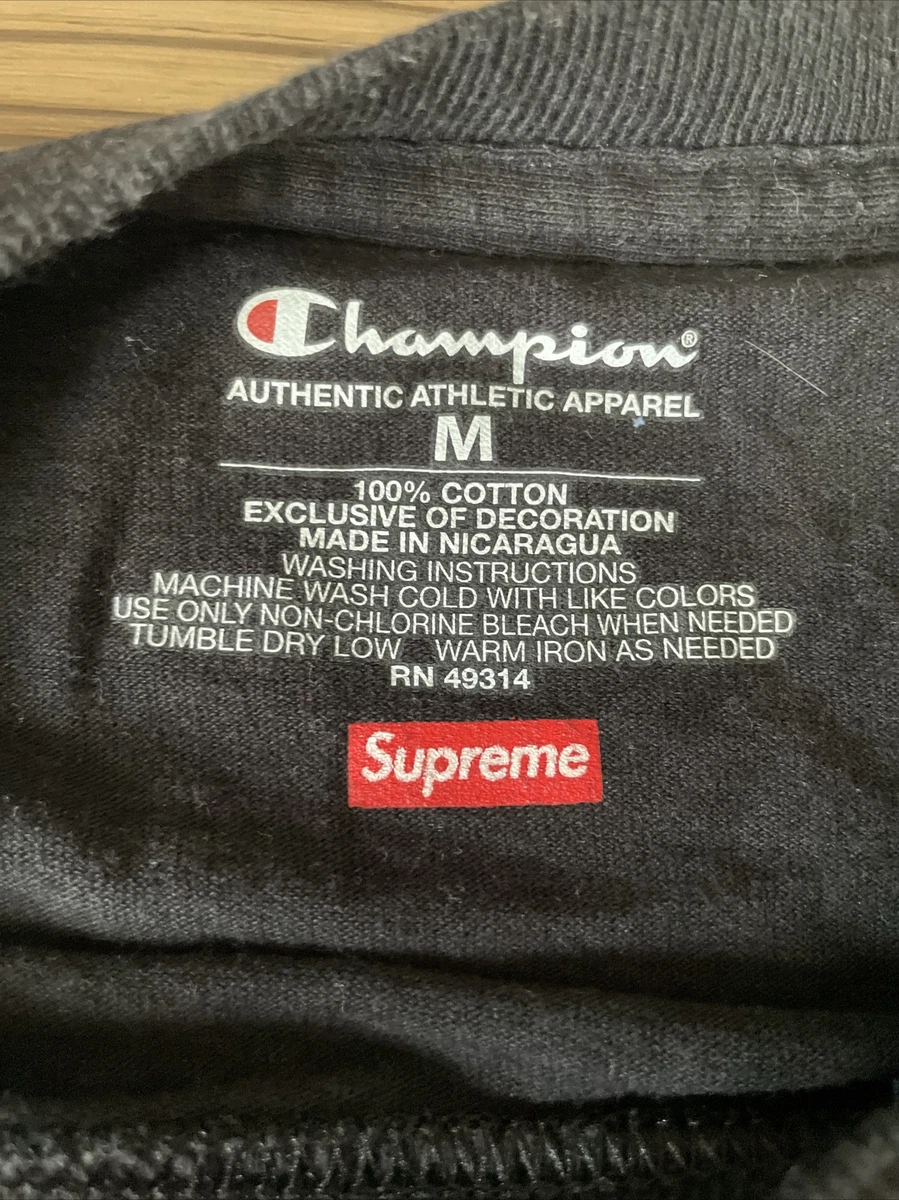 Champion®
AUTHENTIC ATHLETIC APPAREL
M
100% COTTON
EXCLUSIVE OF DECORATION
MADE IN NICARAGUA
WASHING INSTRUCTIONS
MACHINE WASH COLD WITH LIKE COLORS
USE ONLY NON-CHLORINE BLEACH WHEN NEEDED
TUMBLE DRY LOW WARM IRON AS NEEDED
RN 49314
Supreme